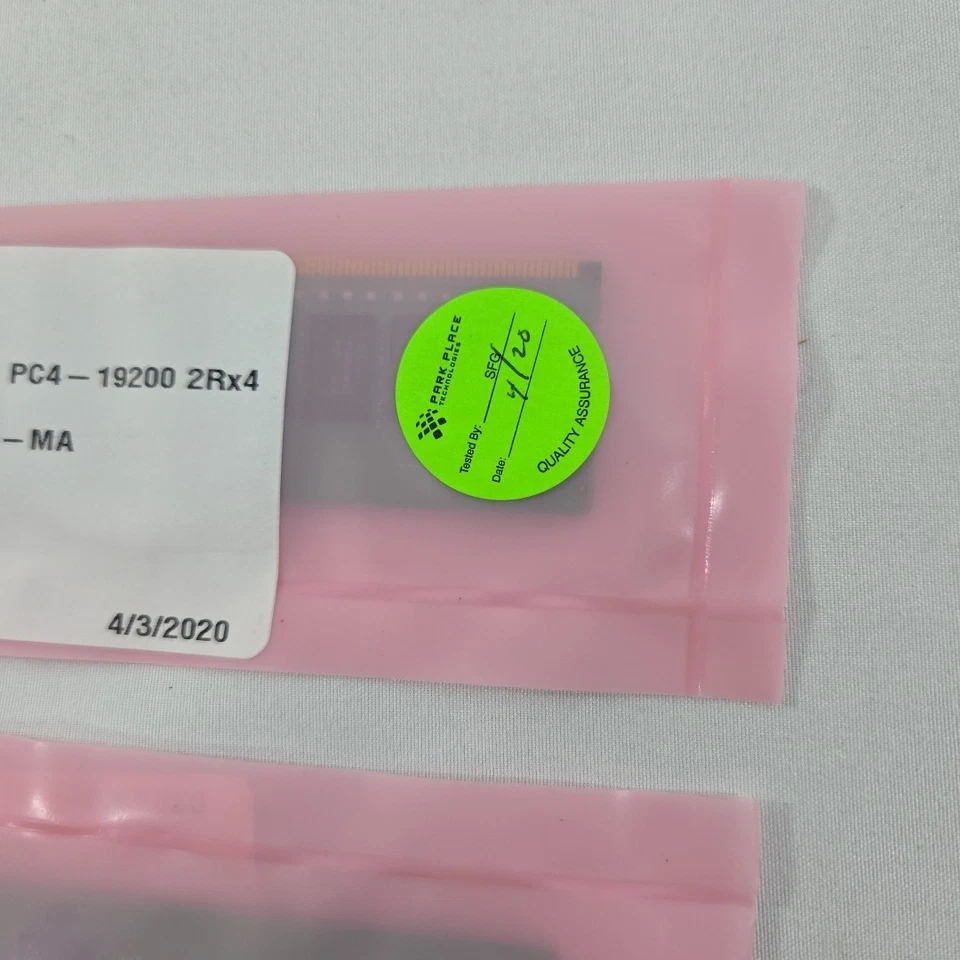 PC4-19200 2Rx4
-MA
4/3/2020
PARK PLACE
TECHNOLOGIES
Tested By: SFG
Date: 4/20
QUALITY ASSURANCE